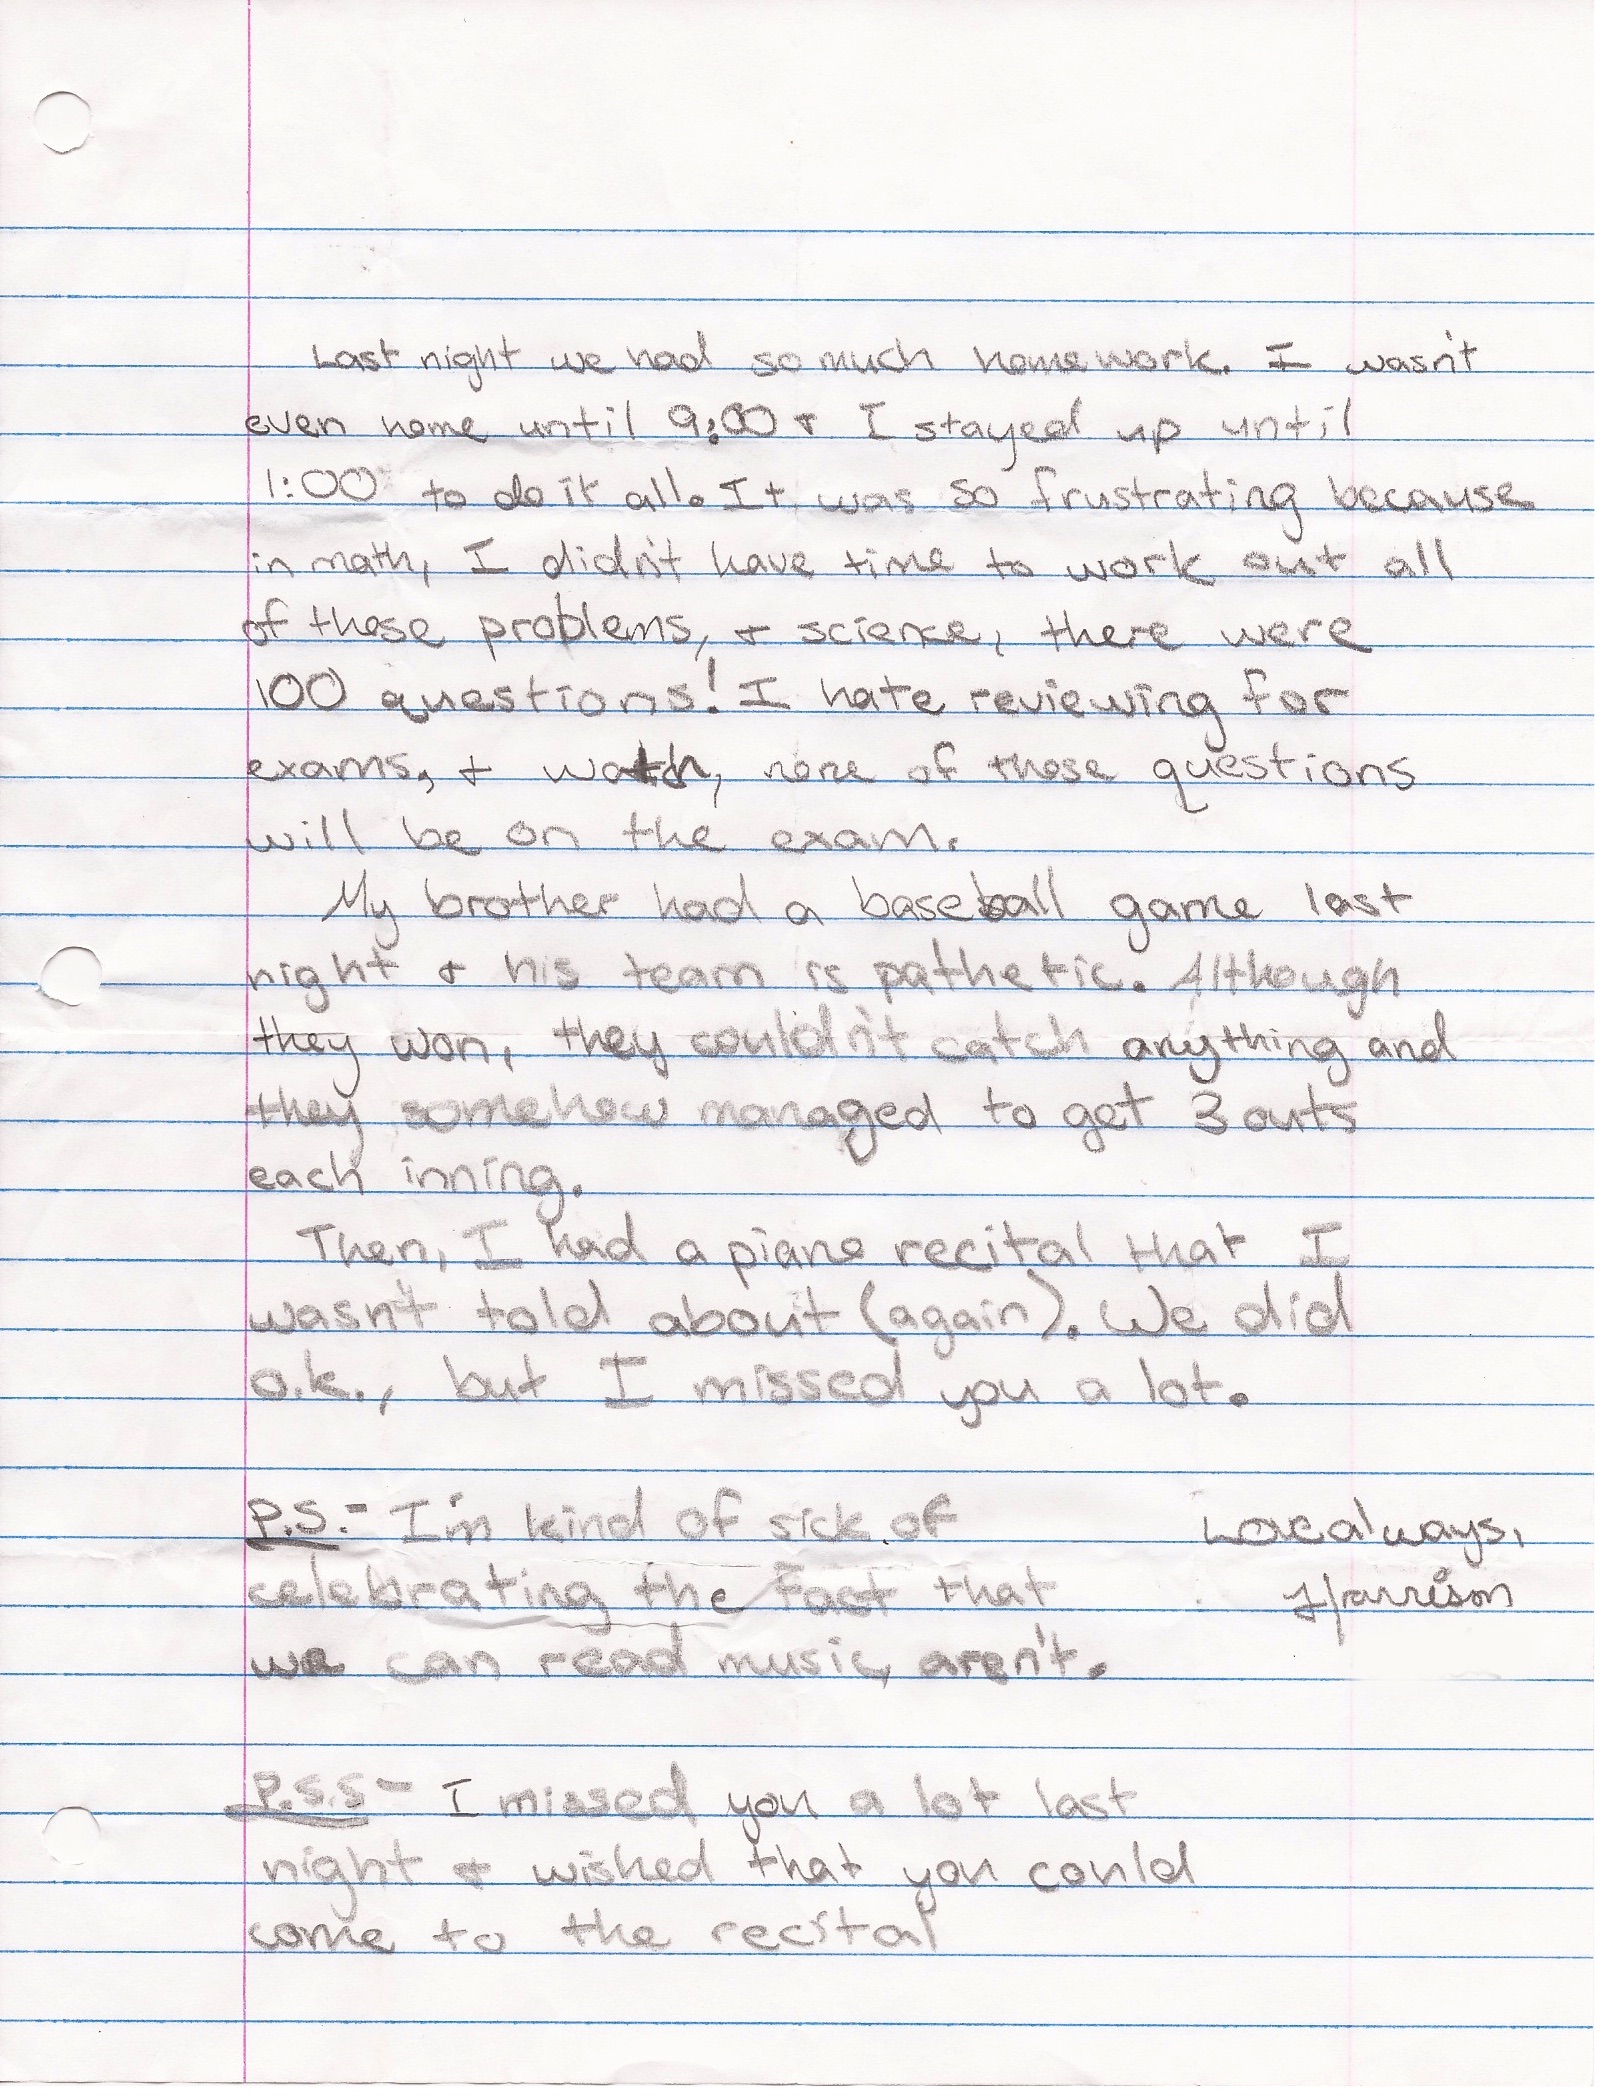 Last night we had so much homework. I wasn't
even home until 9:00 & I stayed up until
1:00 to do it all. It was so frustrating because
in math, I didn't have time to work out all
of those problems, & science, there were
100 questions! I hate reviewing for
exams, & watch, none of those questions
will be on the exam.
My brother had a baseball game last
night & his team is pathetic. Although
they won, they couldn't catch anything and
they somehow managed to get 3 outs
each inning.
Then, I had a piano recital that I
wasn't told about (again). We did
o.k., but I missed you a lot.
P.S.- I'm kind of sick of
celebrating the fact that
we can read music, aren't.
always,
Harrison
P.S.S- I missed you a lot last
night & wished that you could
come to the recital